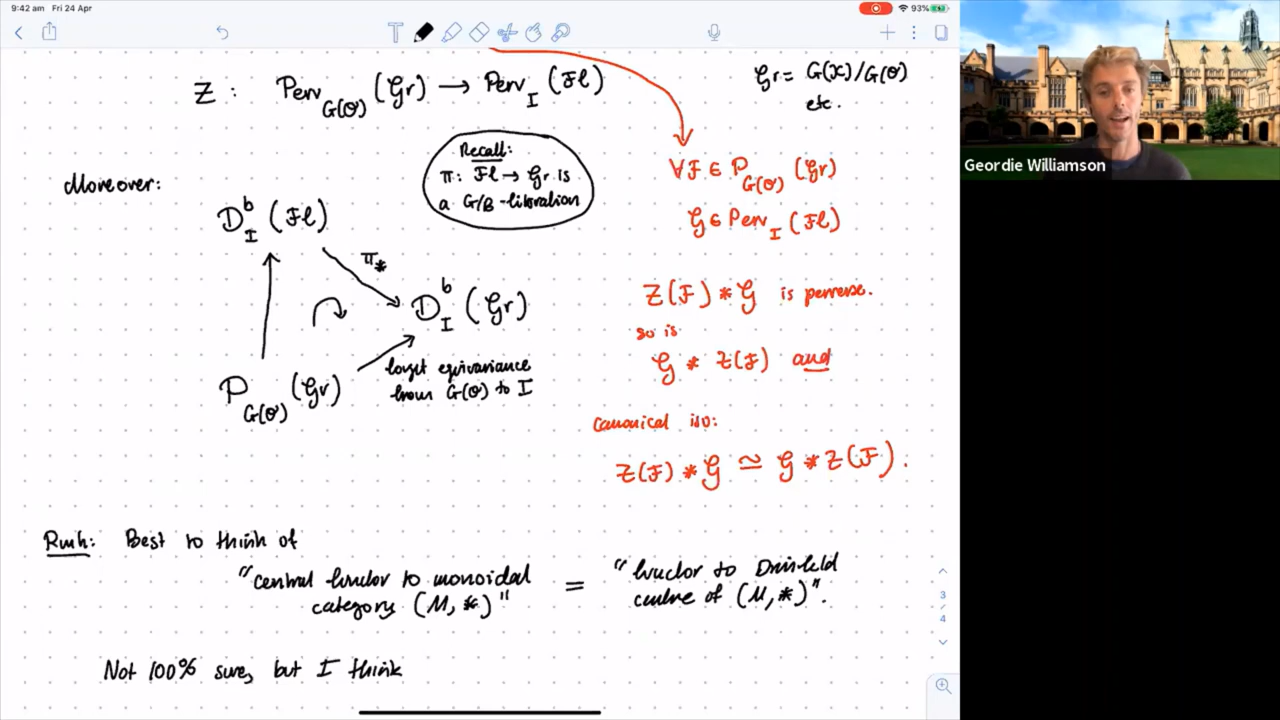 9:42 am Fri 24 Apr
93%
Z : Perv_{G(O)} (Gr) → Perv_I (Fl)
Gr = G(K)/G(O)
etc.
Recall:
π: Fl → Gr is
a G/B-fibration
Moreover:
D^b_I (Fl)
π_*
D^b_I (Gr)
P_{G(O)} (Gr)
forget equivariance
from G(O) to I
∀ F ∈ P_{G(O)} (Gr)
G ∈ Perv_I (Fl)
Z(F) * G is perverse.
so is
G * Z(F) and
canonical iso:
Z(F) * G ≃ G * Z(F).
Rmk: Best to think of
"central functor to monoidal
category (M, *)"
=
"functor to Drinfeld
centre of (M, *)".
Not 100% sure, but I think
3
/
4
Geordie Williamson